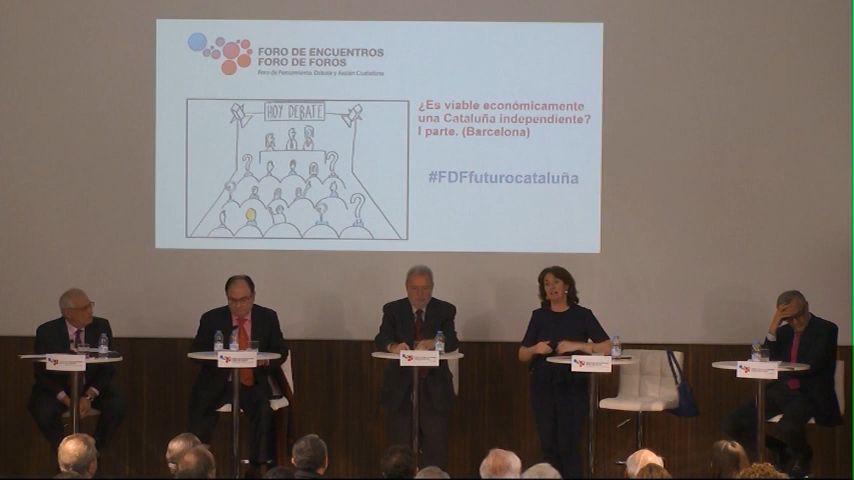 FORO DE ENCUENTROS
FORO DE FOROS
Foro de Pensamiento, Debate y Acción Ciudadana
HOY DEBATE
¿Es viable económicamente
una Cataluña independiente?
I parte. (Barcelona)
#FDFfuturocataluña